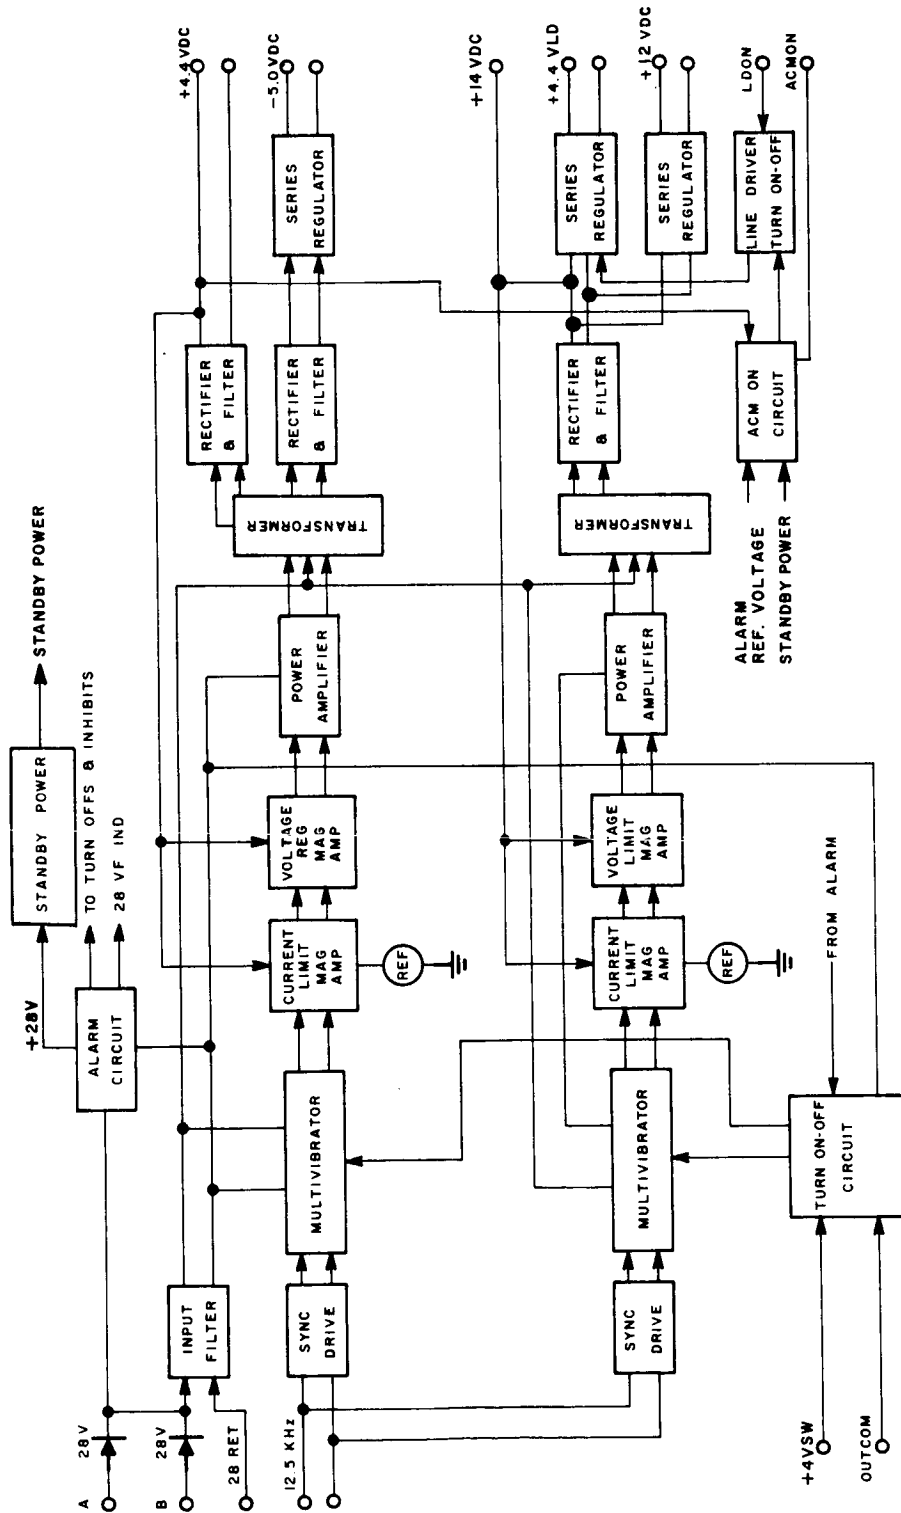 A
28V
B
28V
28 RET
12.5 KHz
+4VSW
OUTCOM
INPUT
FILTER
SYNC
DRIVE
SYNC
DRIVE
TURN ON-OFF
CIRCUIT
FROM ALARM
ALARM
CIRCUIT
+28V
STANDBY POWER
STANDBY POWER
TO TURN OFFS & INHIBITS
28 VF IND
MULTIVIBRATOR
MULTIVIBRATOR
CURRENT
LIMIT
MAG
AMP
REF
VOLTAGE
REG
MAG
AMP
CURRENT
LIMIT
MAG
AMP
REF
VOLTAGE
LIMIT
MAG
AMP
POWER
AMPLIFIER
POWER
AMPLIFIER
TRANSFORMER
TRANSFORMER
RECTIFIER
& FILTER
RECTIFIER
& FILTER
RECTIFIER
& FILTER
ALARM
REF. VOLTAGE
STANDBY POWER
ACM ON
CIRCUIT
SERIES
REGULATOR
SERIES
REGULATOR
SERIES
REGULATOR
LINE DRIVER
TURN ON-OFF
+4.4 VDC
-5.0VDC
+14 VDC
+4.4 VLD
+12 VDC
LDON
ACMON